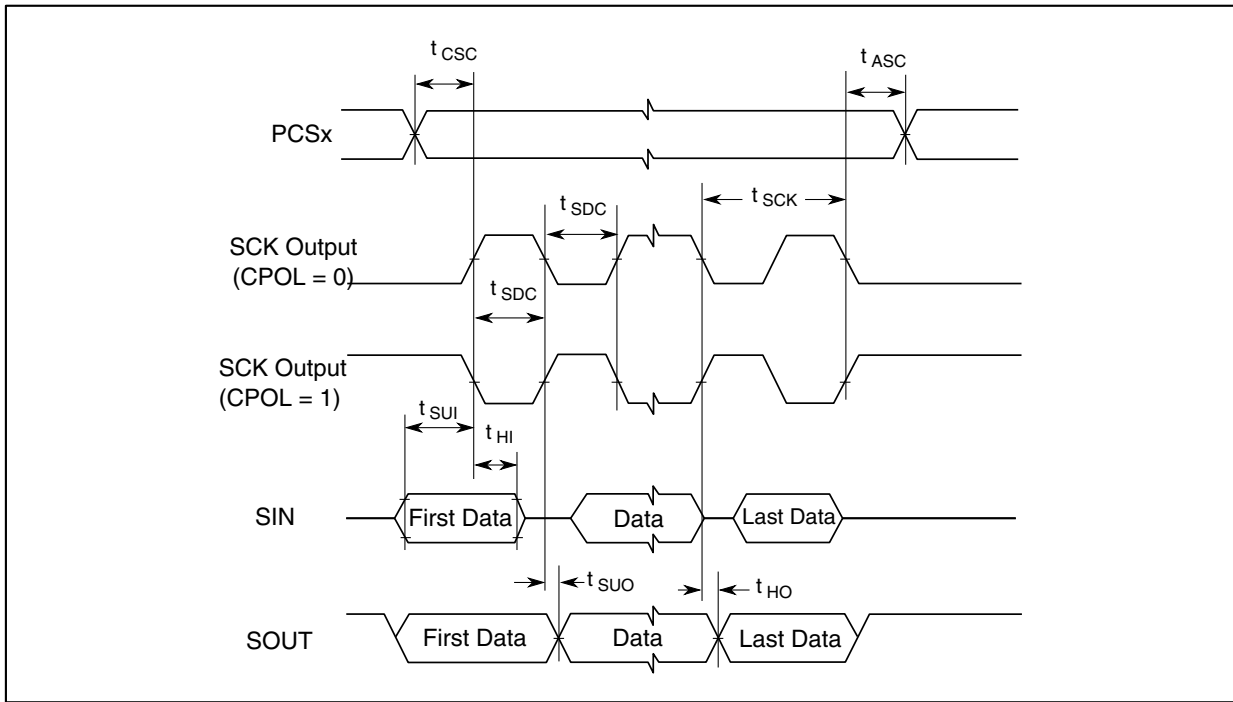 t CSC
t ASC
PCSx
t SDC
t SCK
SCK Output
(CPOL = 0)
t SDC
SCK Output
(CPOL = 1)
t SUI
t HI
SIN
First Data
Data
Last Data
t SUO
t HO
SOUT
First Data
Data
Last Data